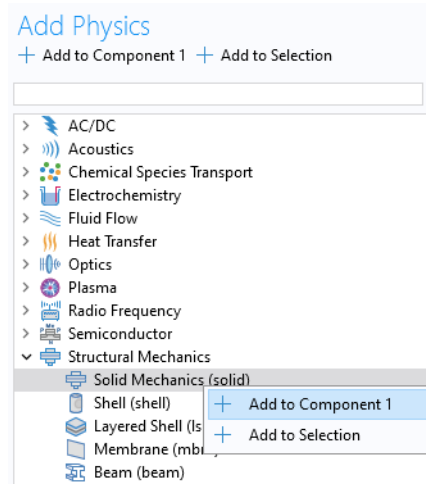 Add Physics
+ Add to Component 1 + Add to Selection
AC/DC
Acoustics
Chemical Species Transport
Electrochemistry
Fluid Flow
Heat Transfer
Optics
Plasma
Radio Frequency
Semiconductor
Structural Mechanics
Solid Mechanics (solid)
Shell (shell)
+ Add to Component 1
Layered Shell (ls
+ Add to Selection
Membrane (mb
Beam (beam)